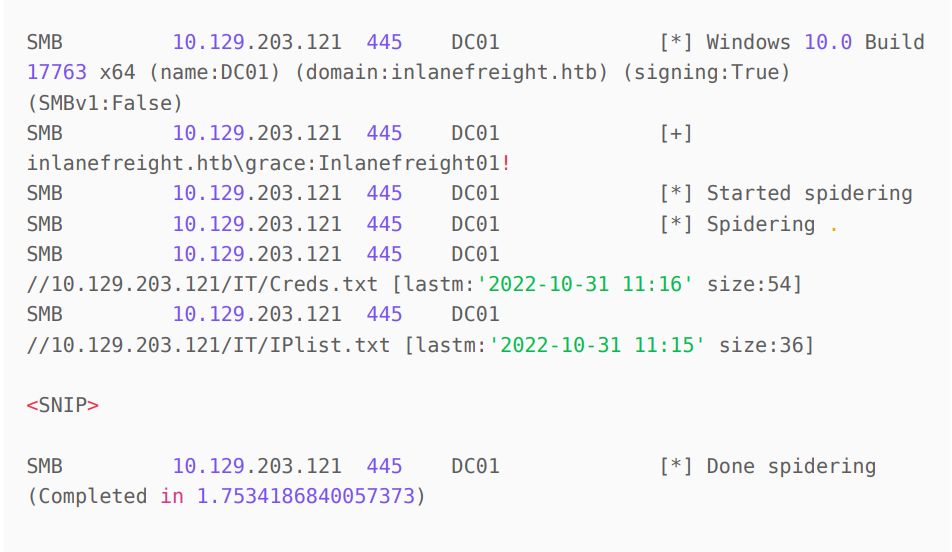 SMB         10.129.203.121  445    DC01             [*] Windows 10.0 Build
17763 x64 (name:DC01) (domain:inlanefreight.htb) (signing:True)
(SMBv1:False)
SMB         10.129.203.121  445    DC01             [+]
inlanefreight.htb\grace:Inlanefreight01!
SMB         10.129.203.121  445    DC01             [*] Started spidering
SMB         10.129.203.121  445    DC01             [*] Spidering .
SMB         10.129.203.121  445    DC01
//10.129.203.121/IT/Creds.txt [lastm:'2022-10-31 11:16' size:54]
SMB         10.129.203.121  445    DC01
//10.129.203.121/IT/IPlist.txt [lastm:'2022-10-31 11:15' size:36]
<SNIP>
SMB         10.129.203.121  445    DC01             [*] Done spidering
(Completed in 1.7534186840057373)